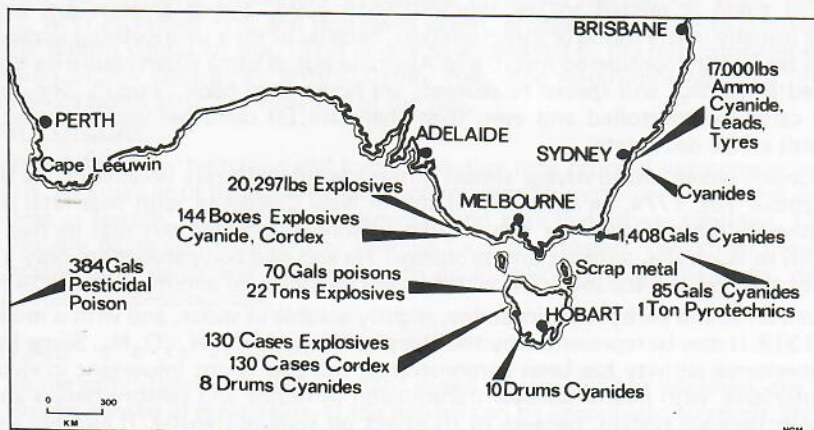 BRISBANE
17,000lbs
Ammo
Cyanide,
Leads,
Tyres
PERTH
Cape Leeuwin
ADELAIDE
SYDNEY
20,297lbs Explosives
MELBOURNE
Cyanides
144 Boxes Explosives
Cyanide, Cordex
1,408Gals Cyanides
384 Gals
Pesticidal
Poison
70 Gals poisons
22 Tons Explosives
Scrap metal
85 Gals Cyanides
1 Ton Pyrotechnics
HOBART
130 Cases Explosives
130 Cases Cordex
8 Drums Cyanides
10 Drums Cyanides
0 300
KM
NGM